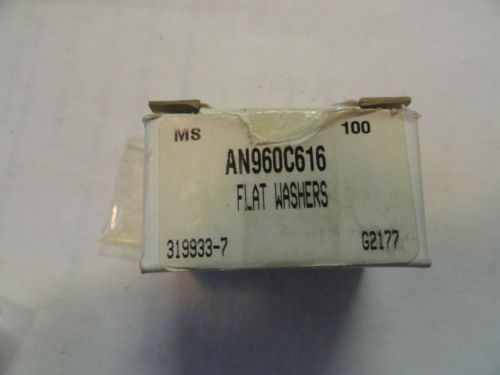 MS 100
AN960C616
FLAT WASHERS
319933-7 G2177